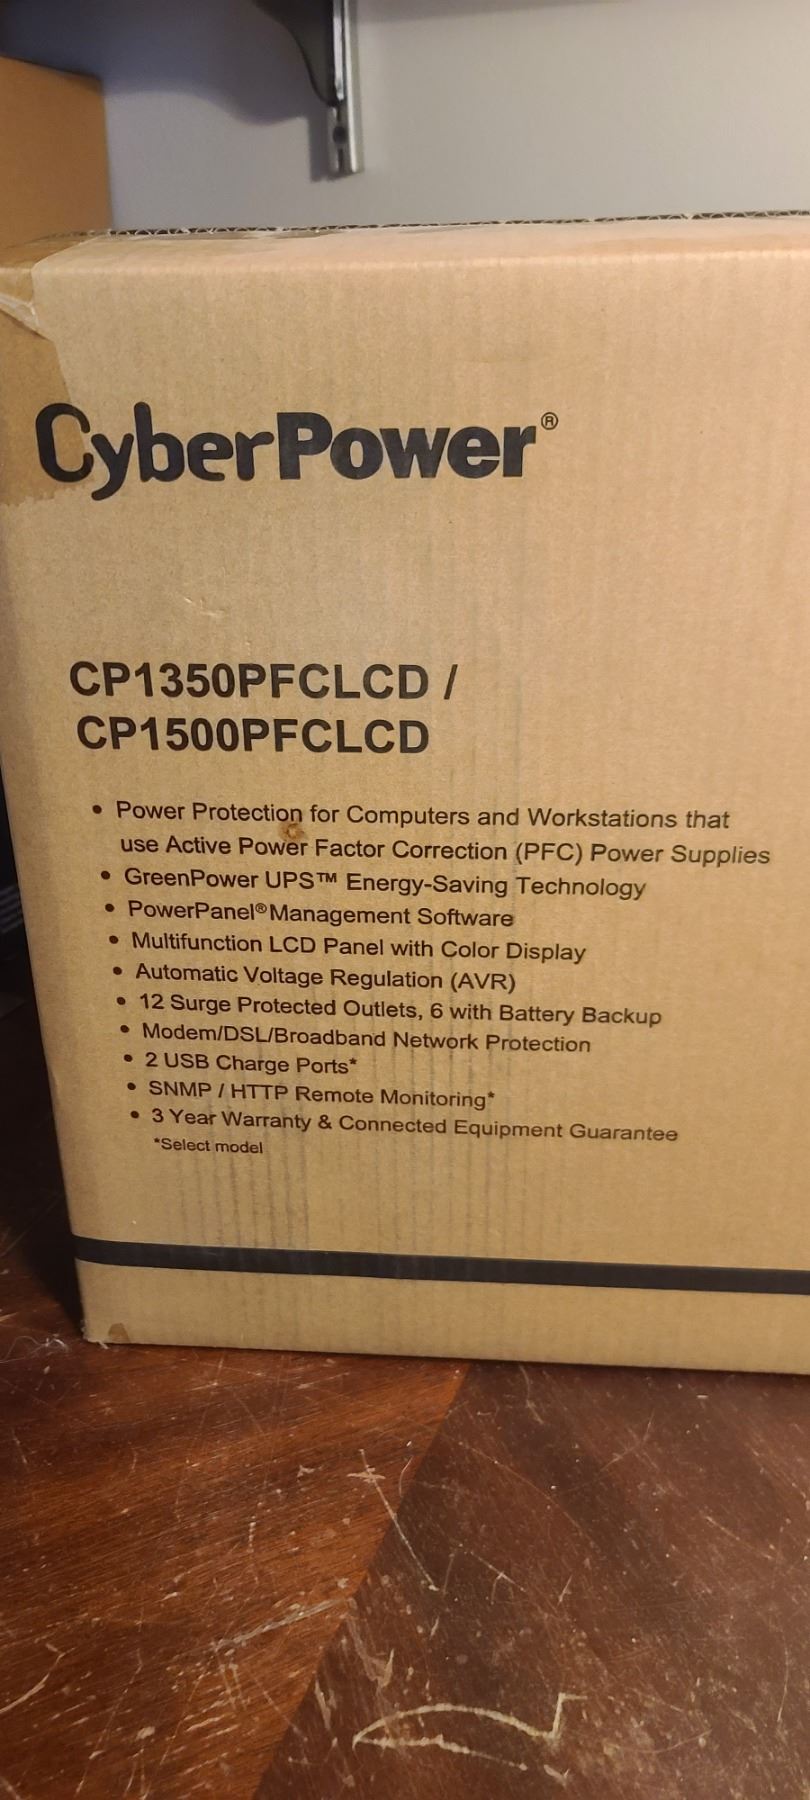 CyberPower®
CP1350PFCLCD /
CP1500PFCLCD
• Power Protection for Computers and Workstations that
use Active Power Factor Correction (PFC) Power Supplies
• GreenPower UPS™ Energy-Saving Technology
• PowerPanel® Management Software
• Multifunction LCD Panel with Color Display
• Automatic Voltage Regulation (AVR)
• 12 Surge Protected Outlets, 6 with Battery Backup
• Modem/DSL/Broadband Network Protection
• 2 USB Charge Ports*
• SNMP / HTTP Remote Monitoring*
• 3 Year Warranty & Connected Equipment Guarantee
*Select model